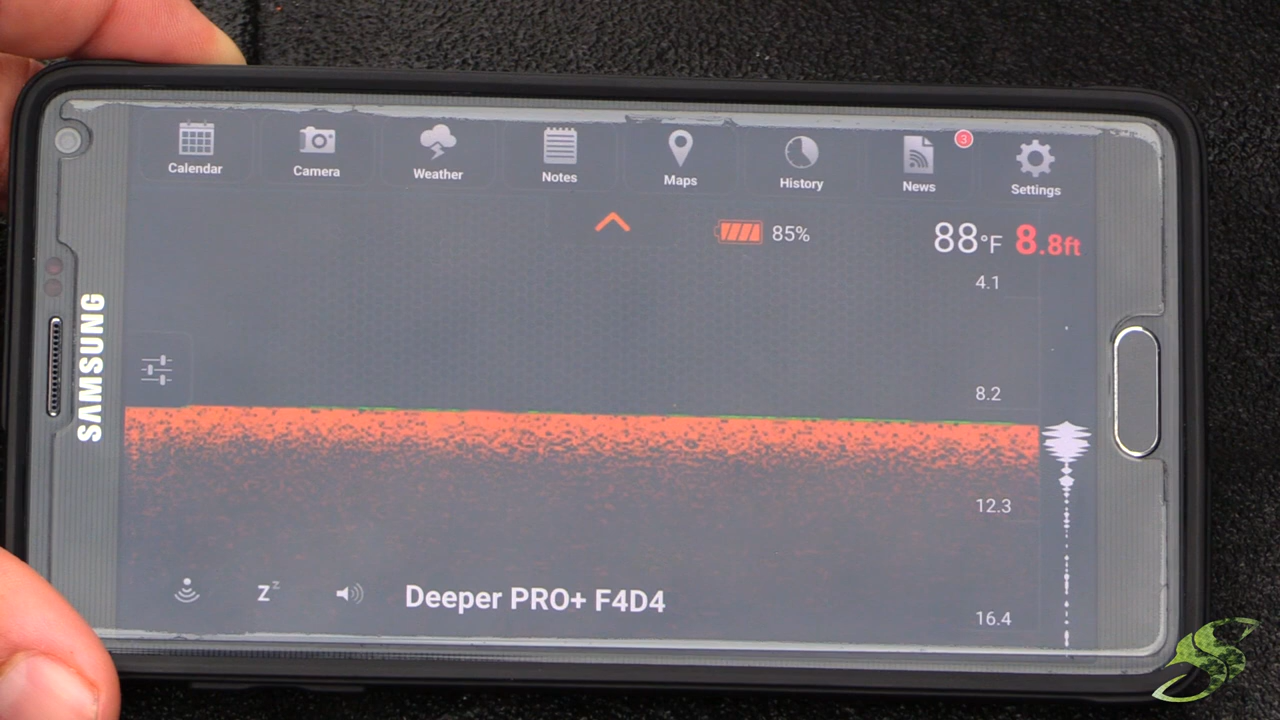 Calendar
Camera
Weather
Notes
Maps
History
News
3
Settings
85%
88°F 8.8ft
4.1
8.2
12.3
16.4
SAMSUNG
Zz
Deeper PRO+ F4D4